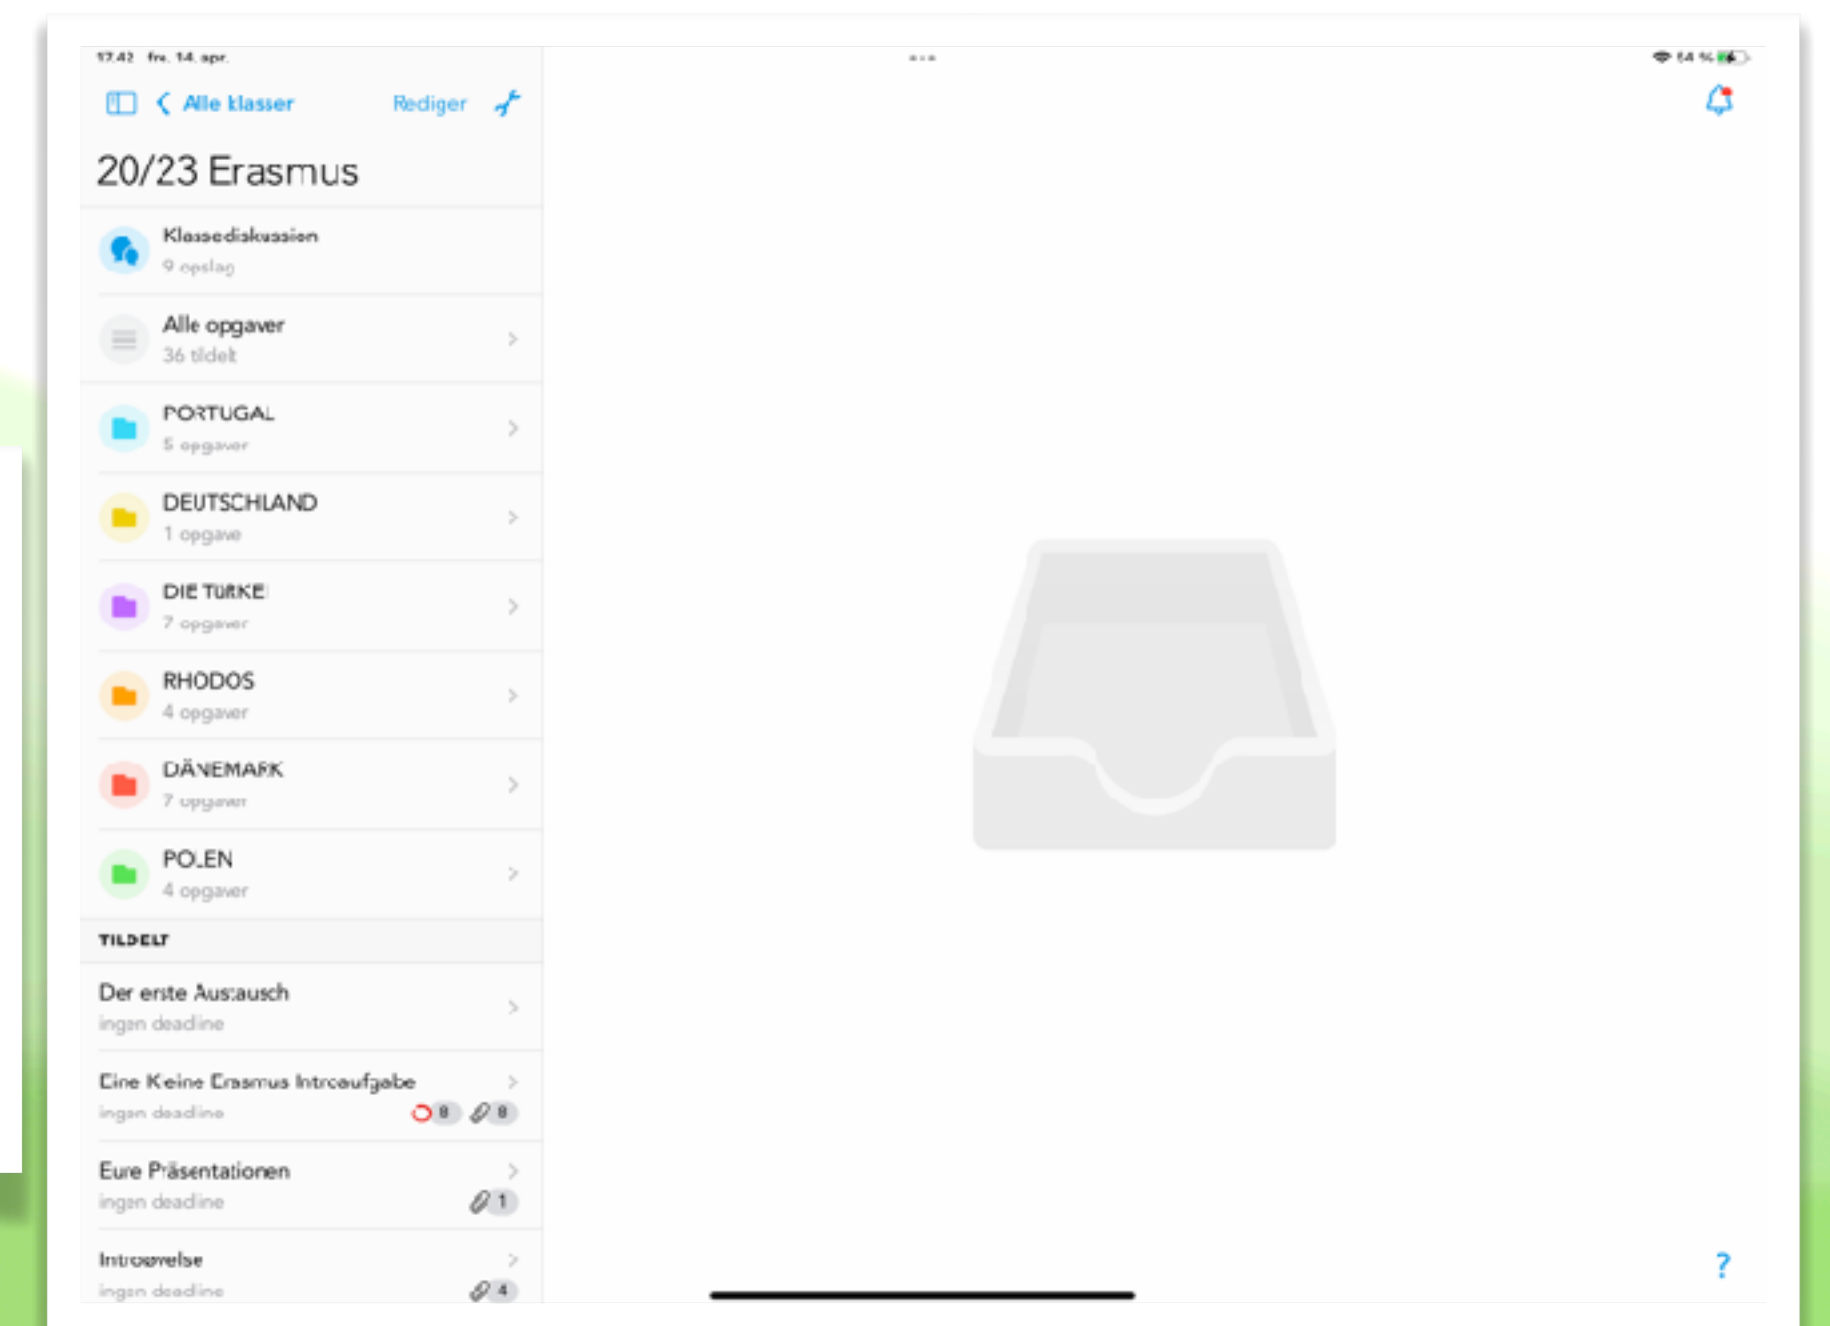 17.42 fre. 14. apr.
54 %
Alle klasser Rediger
20/23 Erasmus
Klassediskussion
9 opslag
Alle opgaver
36 tildelt
PORTUGAL
5 opgaver
DEUTSCHLAND
1 opgave
DIE TÜRKEI
7 opgaver
RHODOS
4 opgaver
DÄNEMARK
7 opgaver
POLEN
4 opgaver
TILDELT
Der erste Austausch
ingen deadline
Eine Kleine Erasmus Introaufgabe
ingen deadline 8 8
Eure Präsentationen
ingen deadline 1
Introøvelse
ingen deadline 4
?